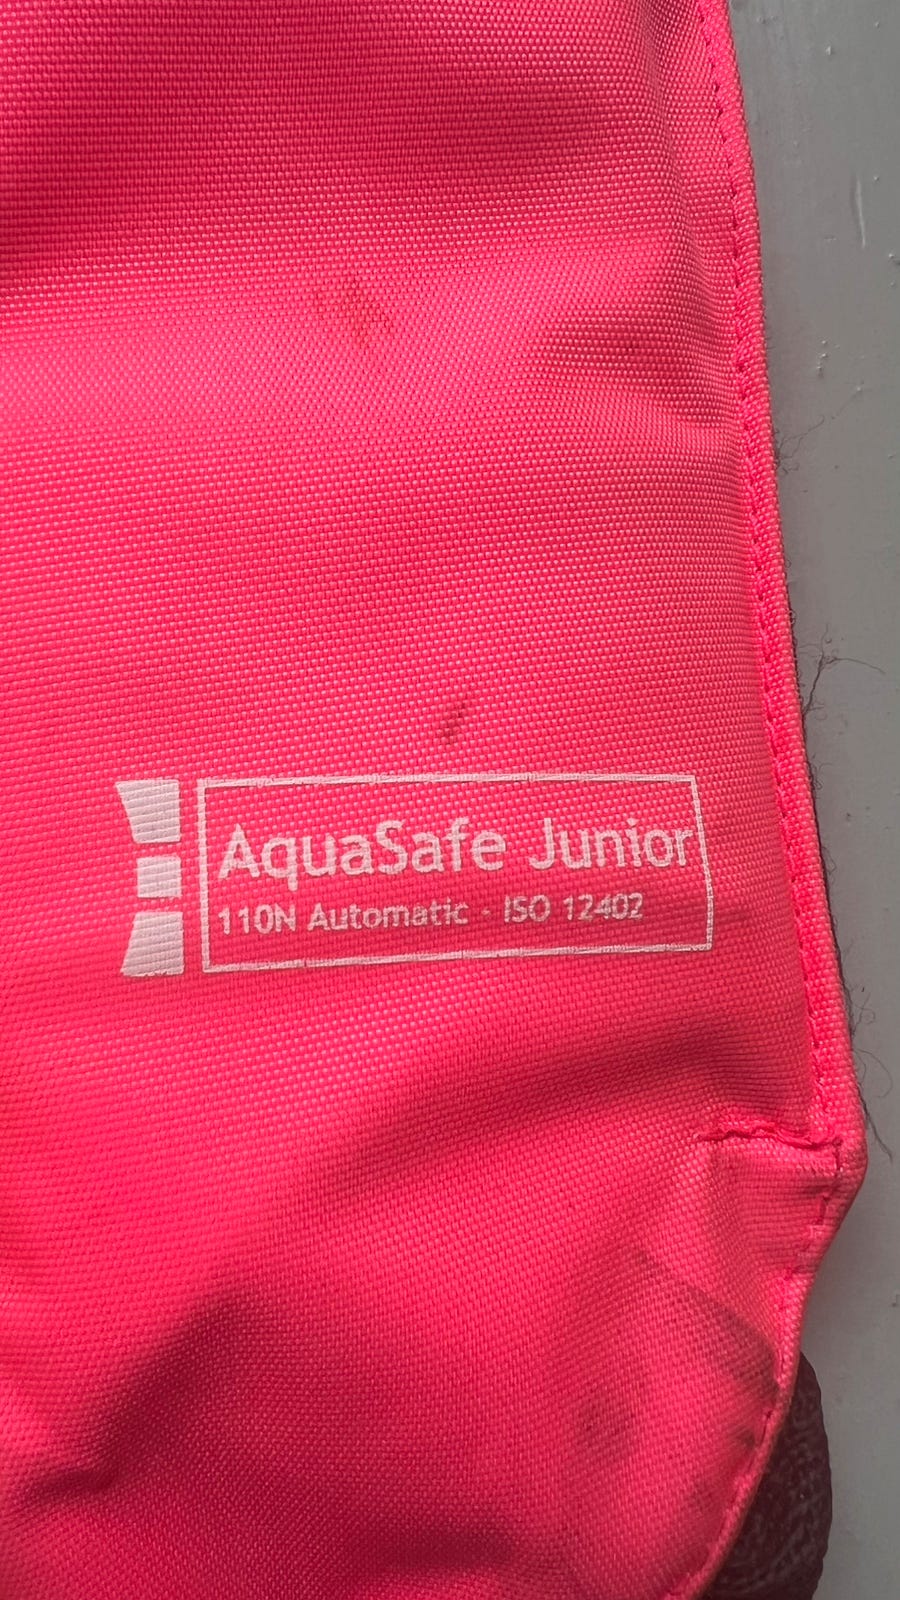 AquaSafe Junior
110N Automatic - ISO 12402